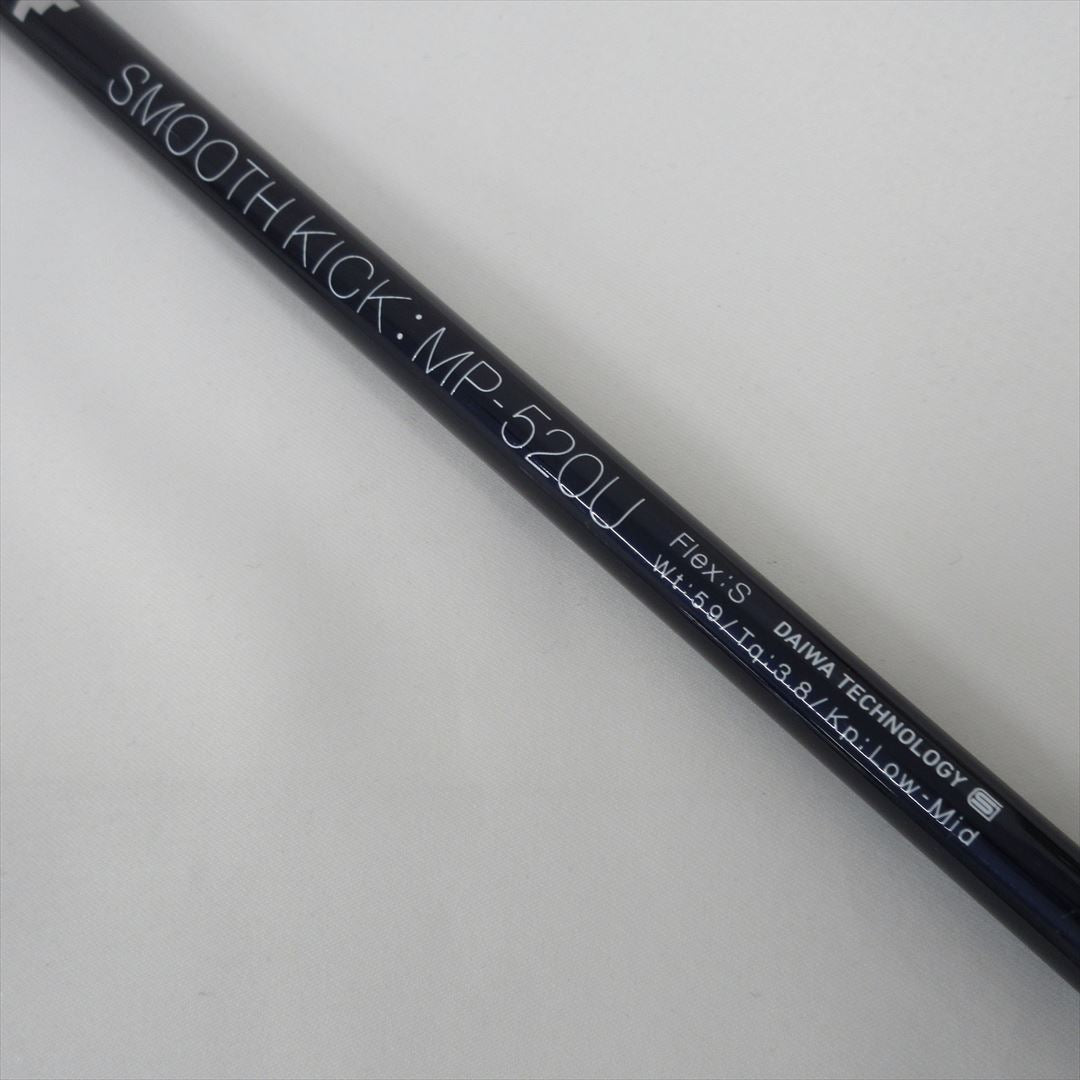 SMOOTH KICK: MP-520U
Flex:S
Wt:59/Tq:3.8/Kp:Low-Mid
DAIWA TECHNOLOGY